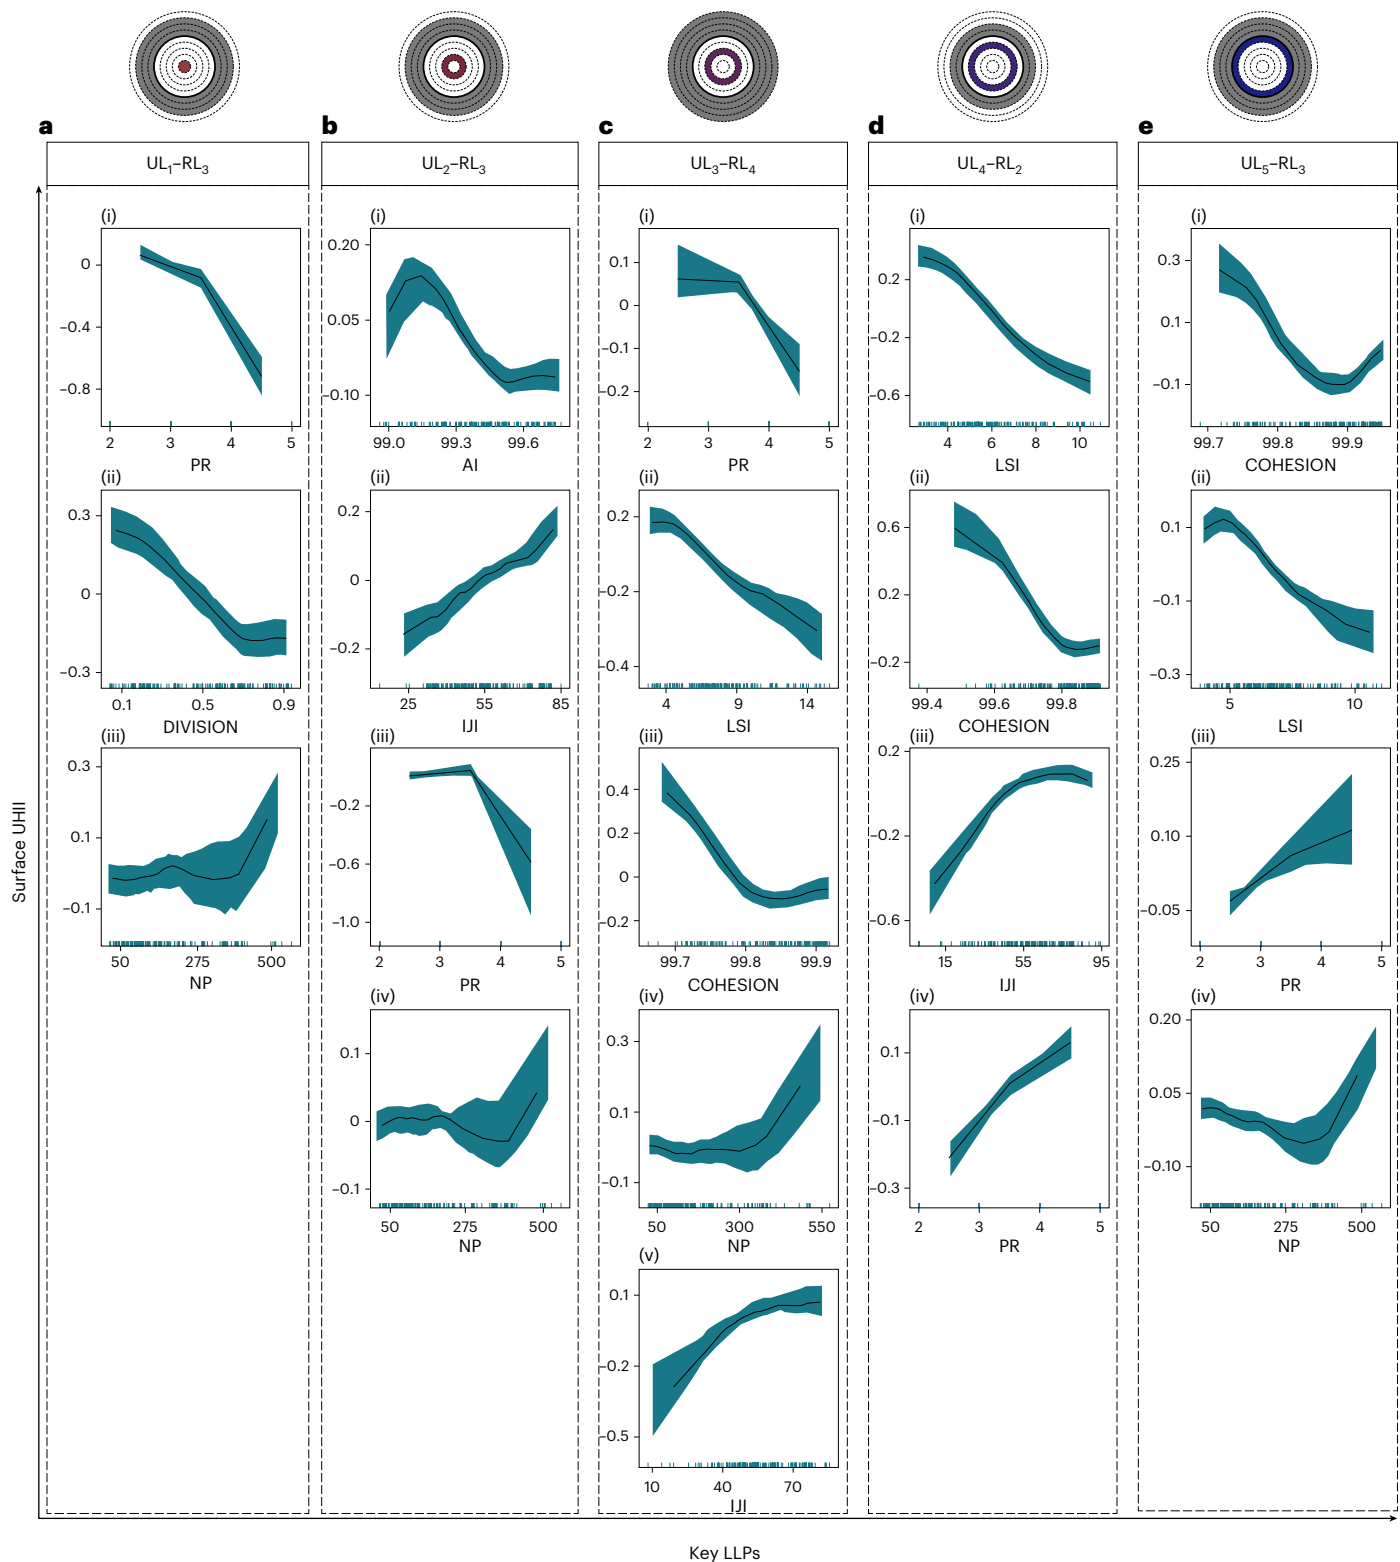 a
b
c
d
e
UL1–RL3
UL2–RL3
UL3–RL4
UL4–RL2
UL5–RL3
Surface UHII
(i)
0
–0.4
–0.8
2 3 4 5
PR
(ii)
0.3
0
–0.3
0.1 0.5 0.9
DIVISION
(iii)
0.3
0.1
–0.1
50 275 500
NP
(i)
0.20
0.05
–0.10
99.0 99.3 99.6
AI
(ii)
0.2
0
–0.2
25 55 85
IJI
(iii)
–0.2
–0.6
–1.0
2 3 4 5
PR
(iv)
0.1
0
–0.1
50 275 500
NP
(i)
0.1
0
–0.1
–0.2
2 3 4 5
PR
(ii)
0.2
–0.2
–0.4
4 9 14
LSI
(iii)
0.4
0.2
0
–0.2
99.7 99.8 99.9
COHESION
(iv)
0.3
0.1
–0.1
50 300 550
NP
(v)
0.1
–0.2
–0.5
10 40 70
IJI
(i)
0.2
–0.2
–0.6
4 6 8 10
LSI
(ii)
0.6
0.2
–0.2
99.4 99.6 99.8
COHESION
(iii)
0.2
–0.2
–0.6
15 55 95
IJI
(iv)
0.1
–0.1
–0.3
2 3 4 5
PR
(i)
0.3
0.1
–0.1
99.7 99.8 99.9
COHESION
(ii)
0.1
–0.1
–0.3
5 10
LSI
(iii)
0.25
0.10
–0.05
2 3 4 5
PR
(iv)
0.20
0.05
–0.10
50 275 500
NP
Key LLPs